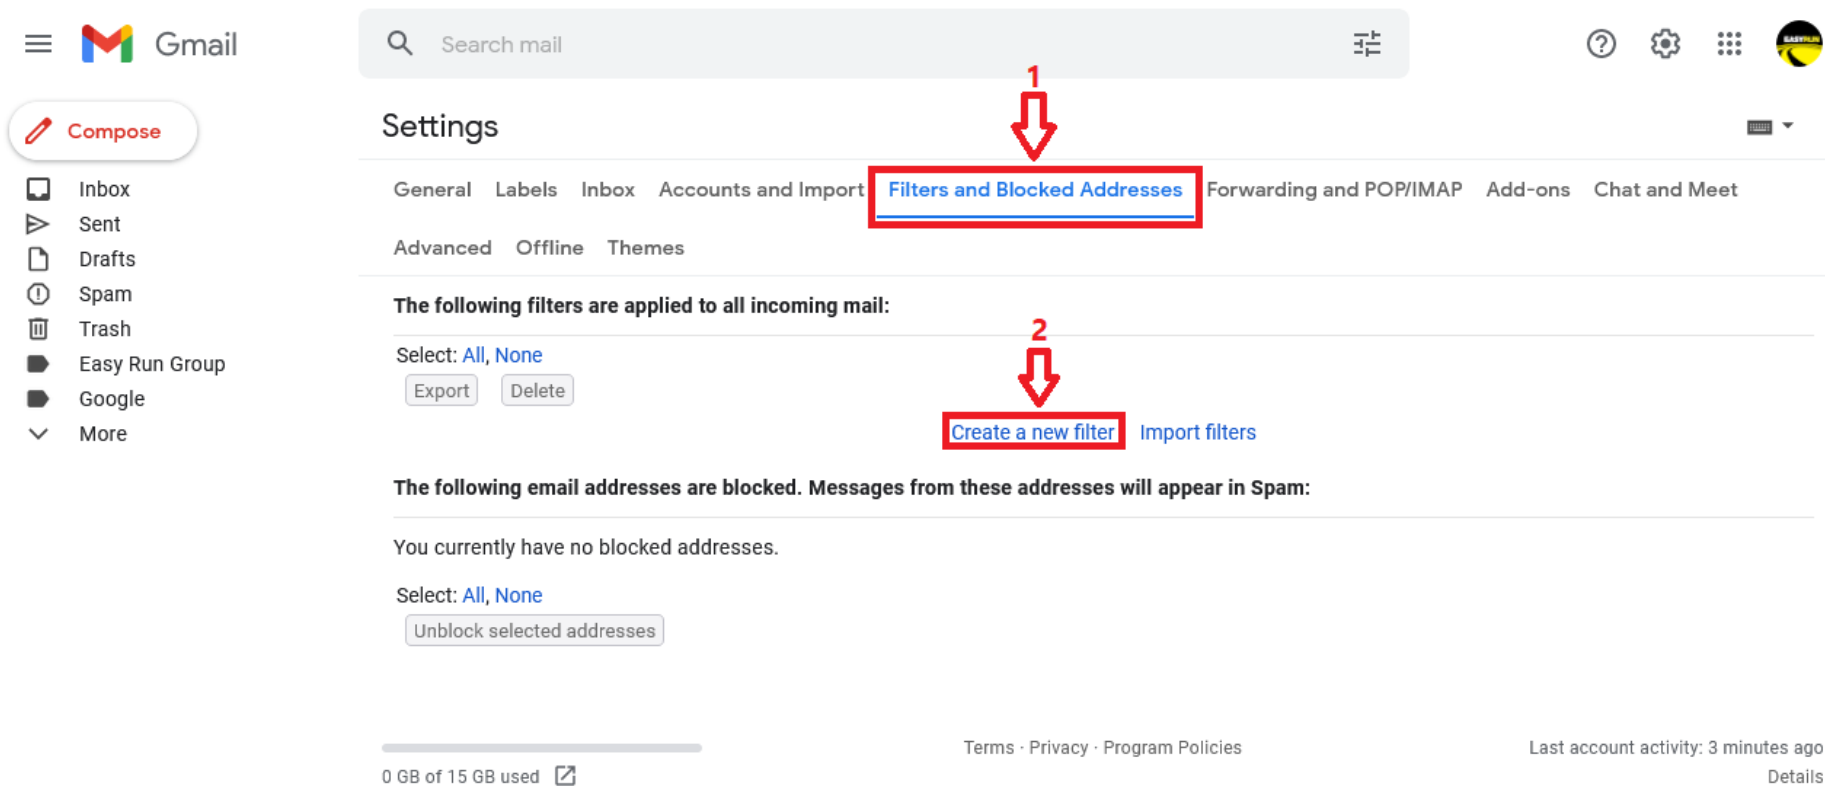 Gmail
Search mail
EASYRUN
1
Compose
Settings
Inbox
Sent
Drafts
Spam
Trash
Easy Run Group
Google
More
General Labels Inbox Accounts and Import Filters and Blocked Addresses Forwarding and POP/IMAP Add-ons Chat and Meet
Advanced Offline Themes
The following filters are applied to all incoming mail:
2
Select: All, None
Export Delete
Create a new filter Import filters
The following email addresses are blocked. Messages from these addresses will appear in Spam:
You currently have no blocked addresses.
Select: All, None
Unblock selected addresses
0 GB of 15 GB used
Terms · Privacy · Program Policies
Last account activity: 3 minutes ago
Details